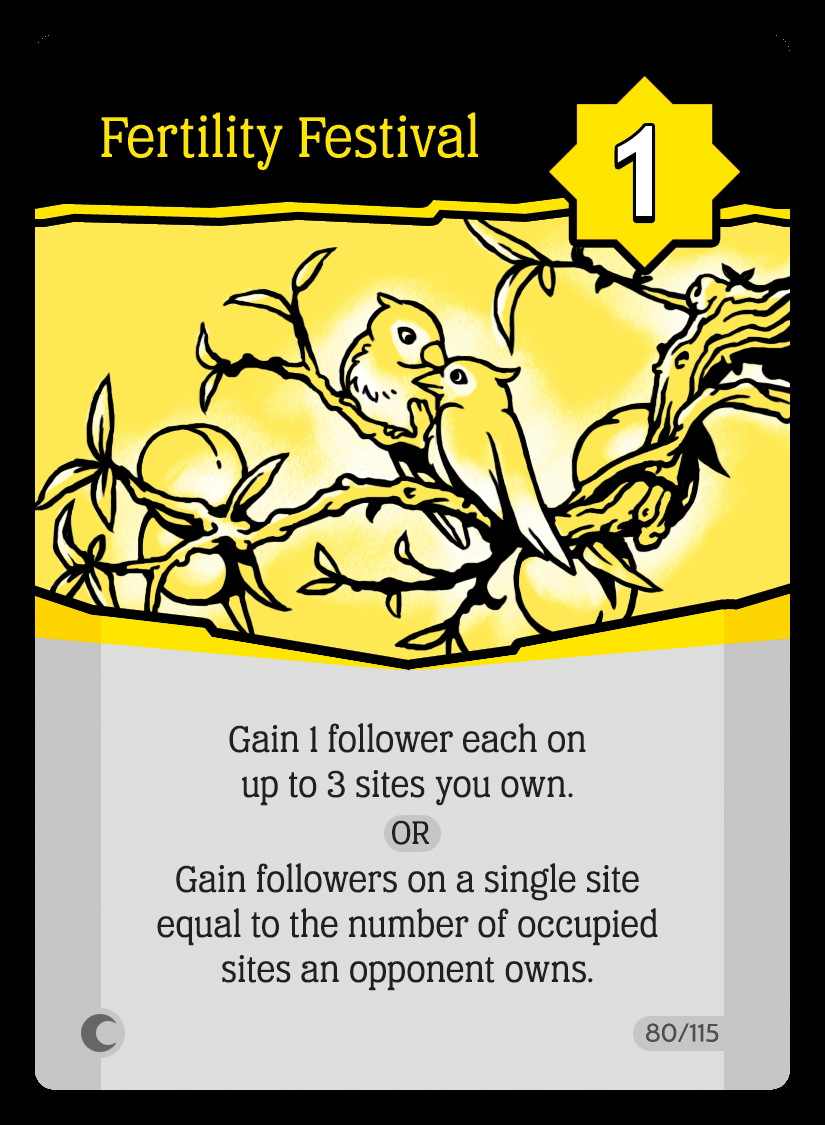 Fertility Festival
1
Gain 1 follower each on
up to 3 sites you own.
OR
Gain followers on a single site
equal to the number of occupied
sites an opponent owns.
80/115